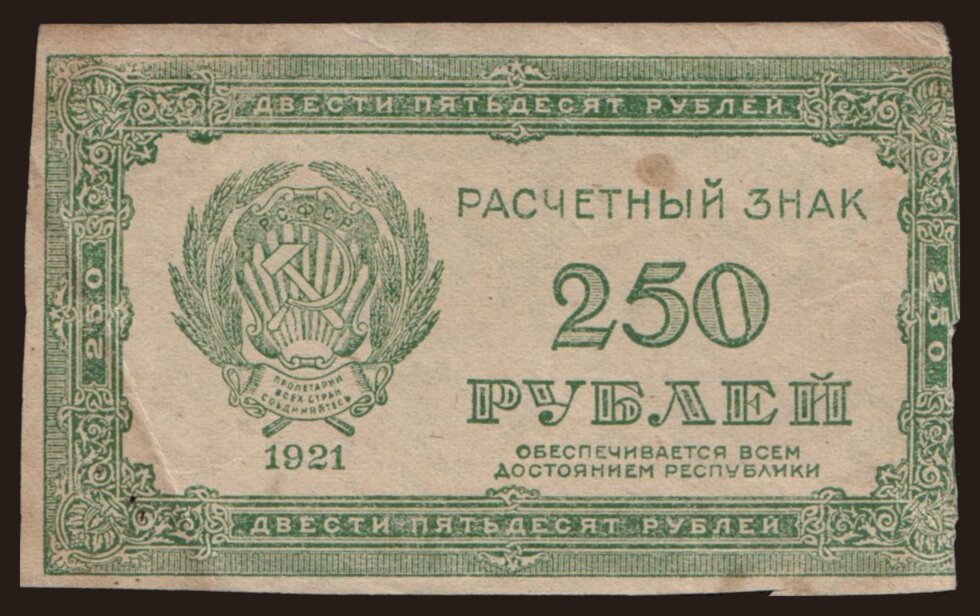 ДВЕСТИ ПЯТЬДЕСЯТ РУБЛЕЙ
РСФСР
РАСЧЕТНЫЙ ЗНАК
250
250
250
РУБЛЕЙ
ПРОЛЕТАРИИ
ВСЕХ СТРАН
СОЕДИНЯЙТЕСЬ
1921
ОБЕСПЕЧИВАЕТСЯ ВСЕМ
ДОСТОЯНИЕМ РЕСПУБЛИКИ
ДВЕСТИ ПЯТЬДЕСЯТ РУБЛЕЙ